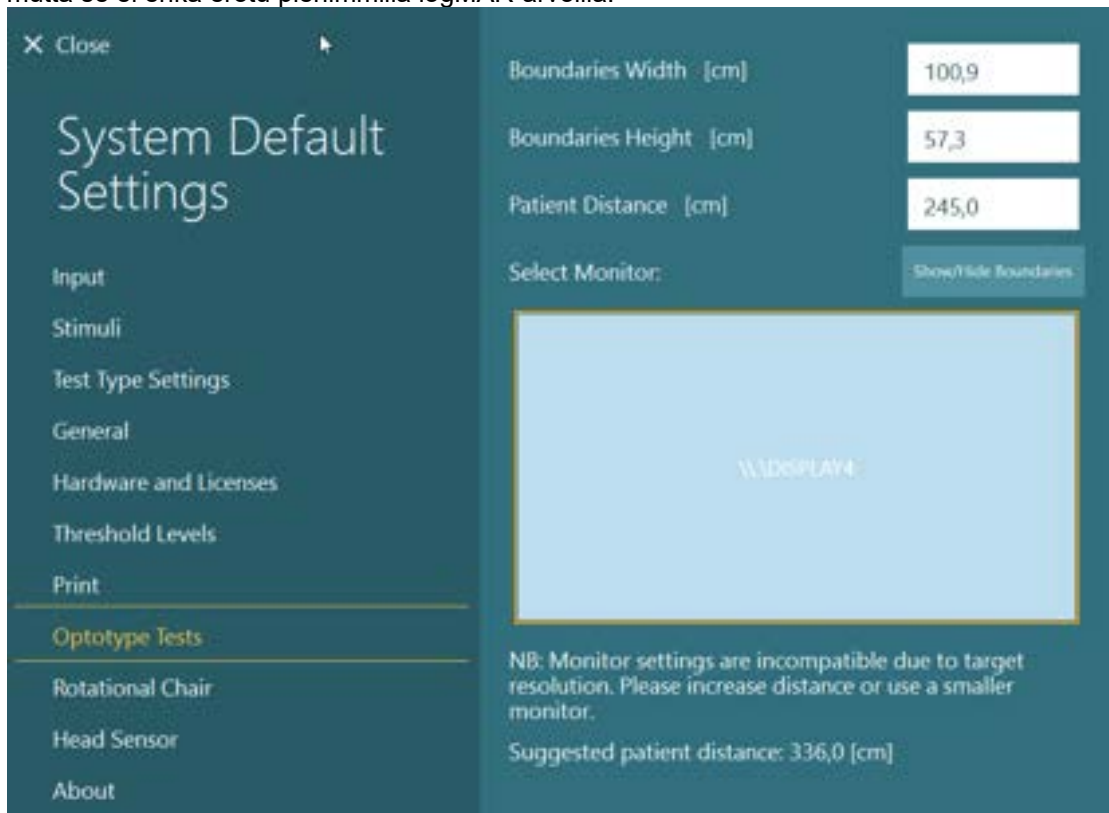 ✕ Close
System Default
Settings
Input
Stimuli
Test Type Settings
General
Hardware and Licenses
Threshold Levels
Print
Optotype Tests
Rotational Chair
Head Sensor
About
Boundaries Width [cm]
100,9
Boundaries Height [cm]
57,3
Patient Distance [cm]
245,0
Select Monitor:
Show/Hide Boundaries
NB: Monitor settings are incompatible due to target
resolution. Please increase distance or use a smaller
monitor.
Suggested patient distance: 336,0 [cm]